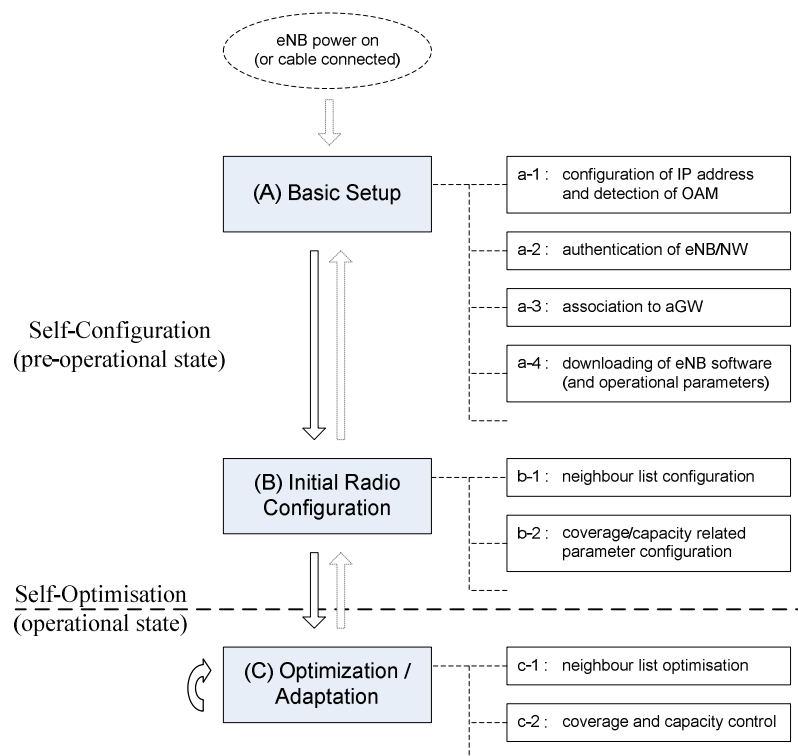 eNB power on
(or cable connected)
(A) Basic Setup
a-1 : configuration of IP address
and detection of OAM
a-2 : authentication of eNB/NW
a-3 : association to aGW
a-4 : downloading of eNB software
(and operational parameters)
Self-Configuration
(pre-operational state)
(B) Initial Radio
Configuration
b-1 : neighbour list configuration
b-2 : coverage/capacity related
parameter configuration
Self-Optimisation
(operational state)
(C) Optimization /
Adaptation
c-1 : neighbour list optimisation
c-2 : coverage and capacity control